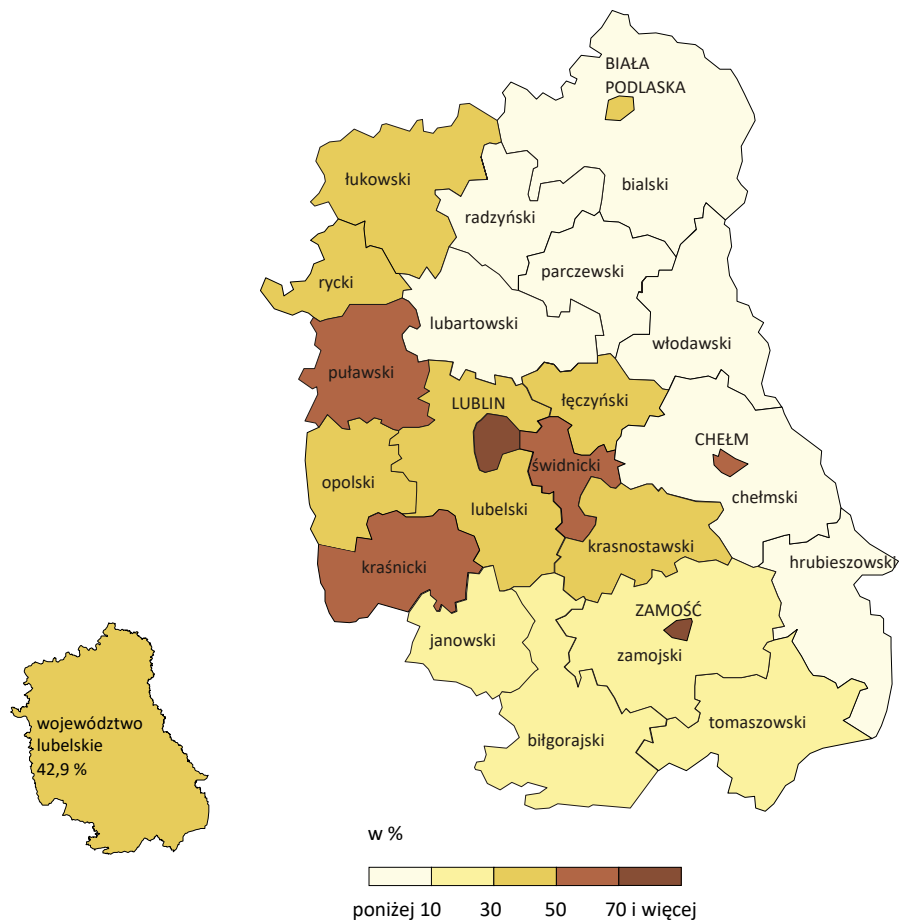 BIAŁA
PODLASKA
łukowski
bialski
radzyński
parczewski
rycki
lubartowski
włodawski
puławski
łęczyński
LUBLIN
CHEŁM
świdnicki
opolski
chełmski
lubelski
krasnostawski
hrubieszowski
kraśnicki
ZAMOŚĆ
janowski
zamojski
tomaszowski
biłgorajski
województwo
lubelskie
42,9 %
w %
poniżej 10 30 50 70 i więcej